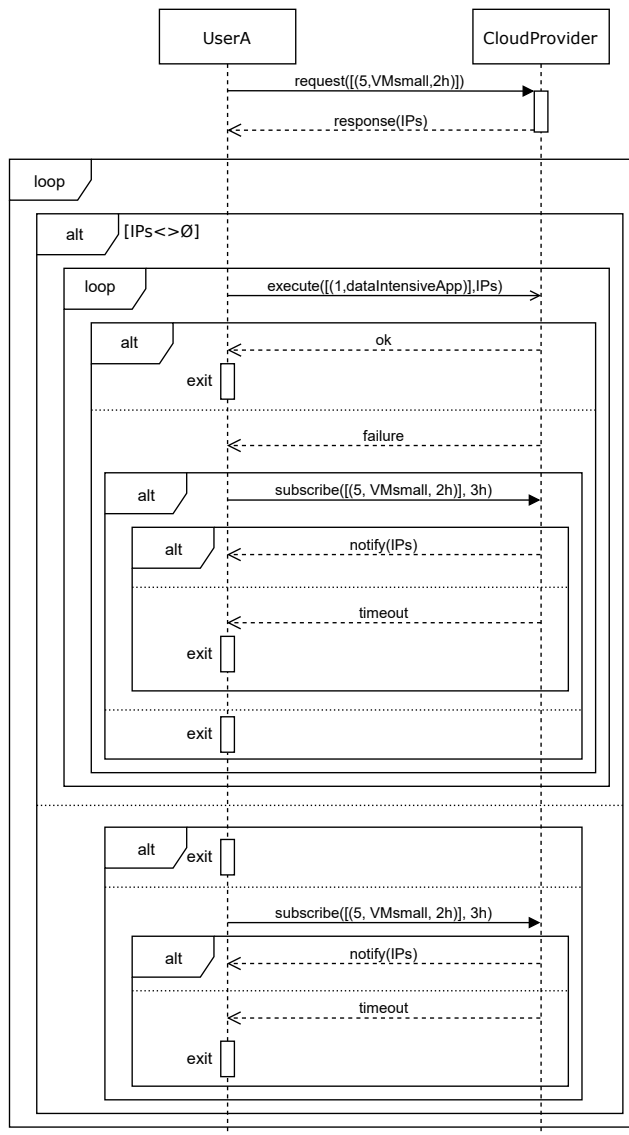 UserA
CloudProvider
request([(5,VMsmall,2h)])
response(IPs)
loop
alt
[IPs<>Ø]
loop
execute([(1,dataIntensiveApp)],IPs)
alt
ok
exit
failure
alt
subscribe([(5, VMsmall, 2h)], 3h)
alt
notify(IPs)
timeout
exit
exit
alt
exit
subscribe([(5, VMsmall, 2h)], 3h)
alt
notify(IPs)
timeout
exit